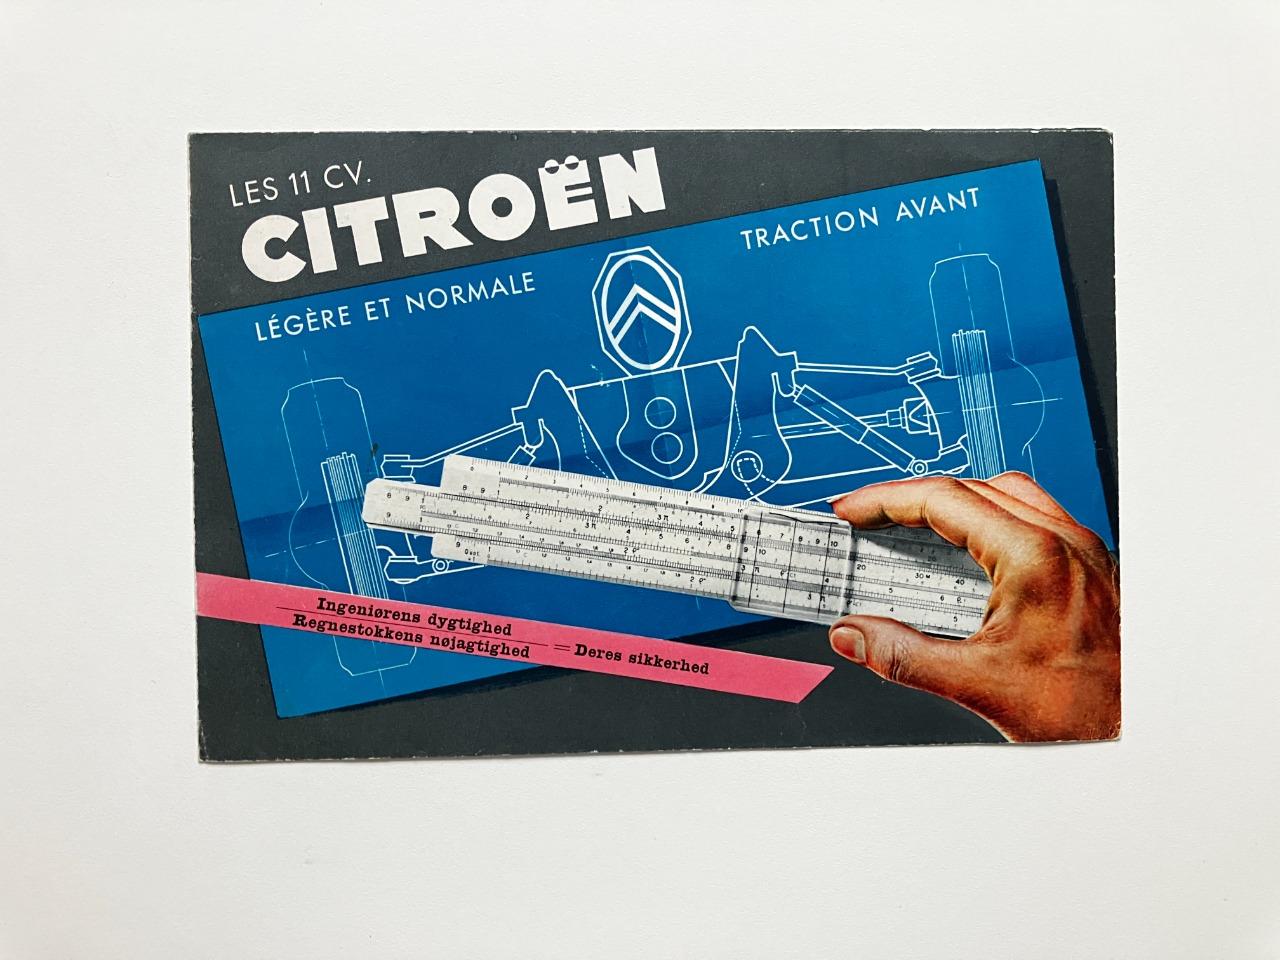 LES 11 CV.
CITROËN
LÉGÈRE ET NORMALE
TRACTION AVANT
Ingeniørens dygtighed
Regnestokkens nøjagtighed
= Deres sikkerhed